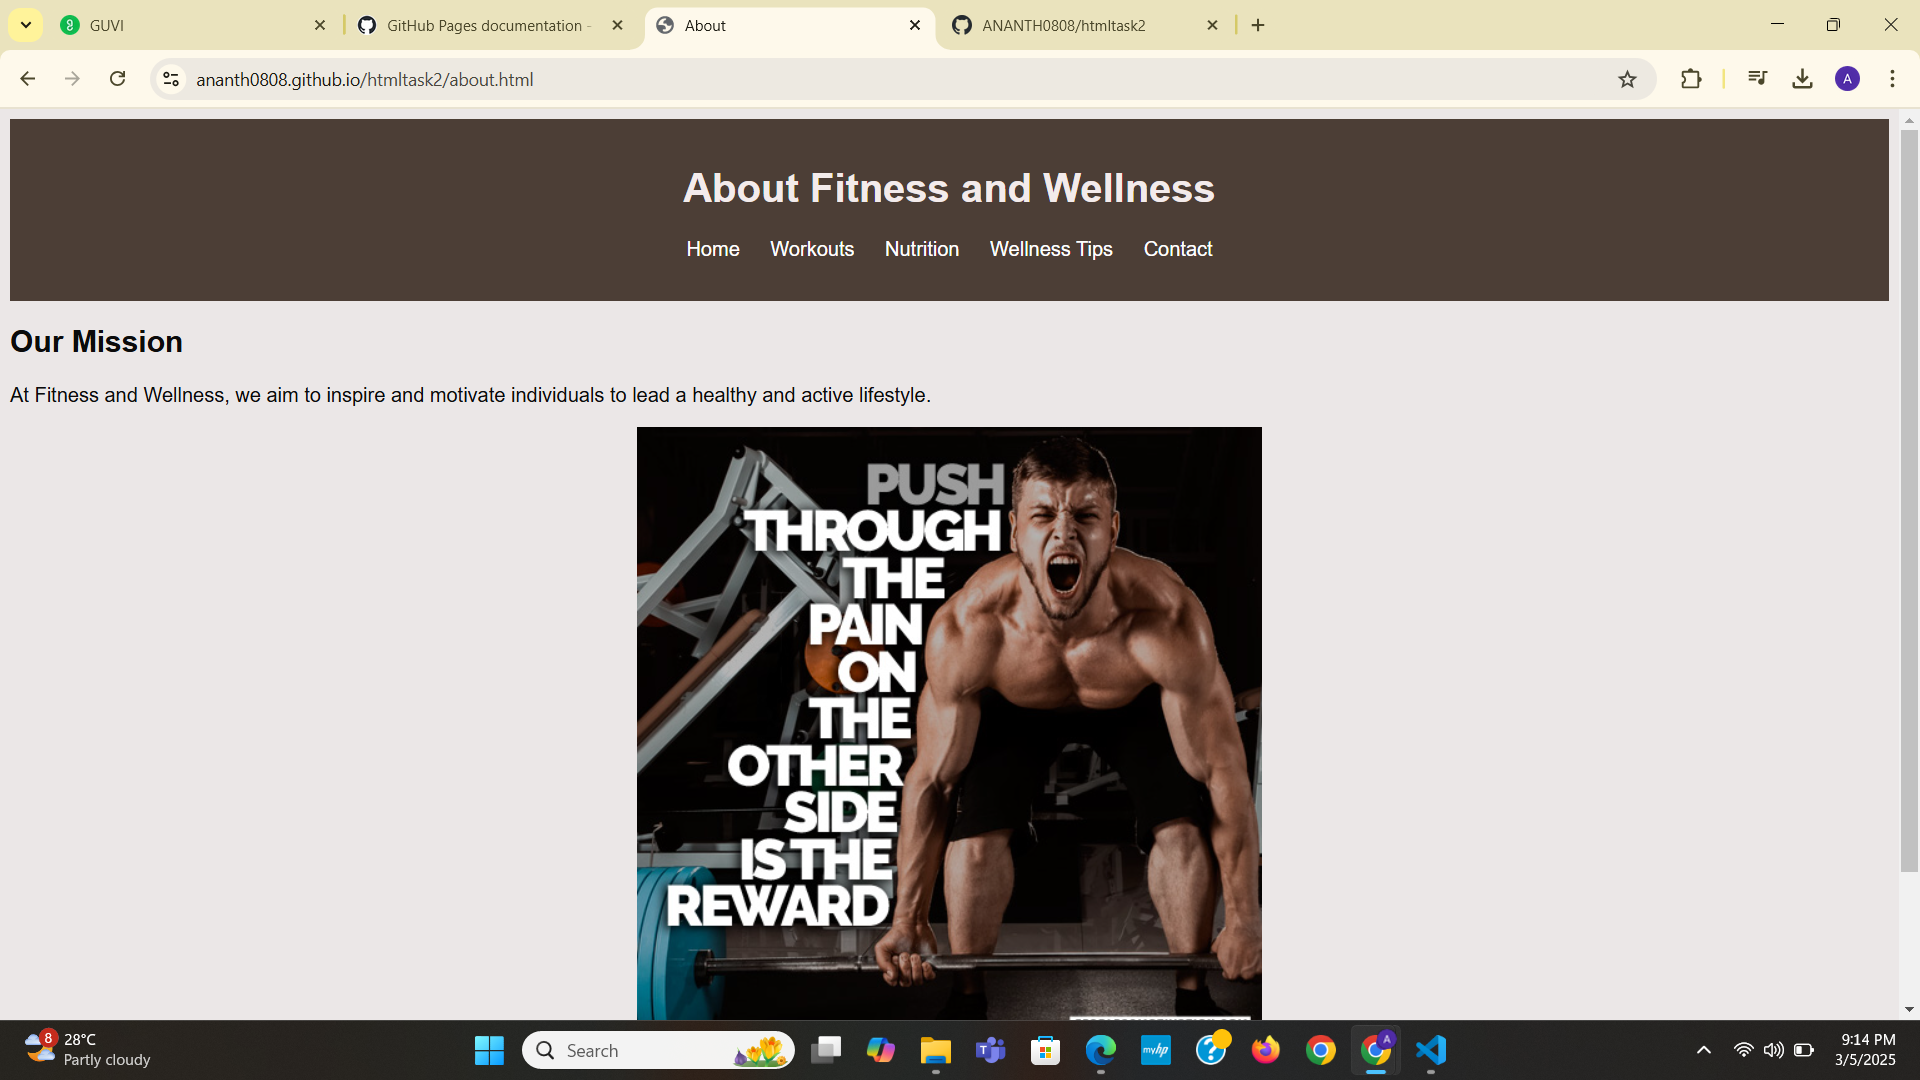 GUVI
GitHub Pages documentation -
About
ANANTH0808/htmltask2
ananth0808.github.io/htmltask2/about.html
A
About Fitness and Wellness
Home Workouts Nutrition Wellness Tips Contact
Our Mission
At Fitness and Wellness, we aim to inspire and motivate individuals to lead a healthy and active lifestyle.
PUSH
THROUGH
THE
PAIN
ON
THE
OTHER
SIDE
IS THE
REWARD
8
28°C
Partly cloudy
Search
myhp
A
9:14 PM
3/5/2025